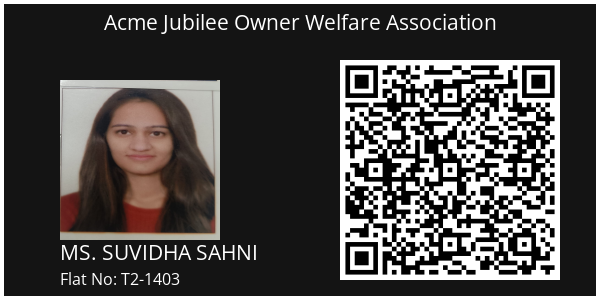 Acme Jubilee Owner Welfare Association
MS. SUVIDHA SAHNI
Flat No: T2-1403